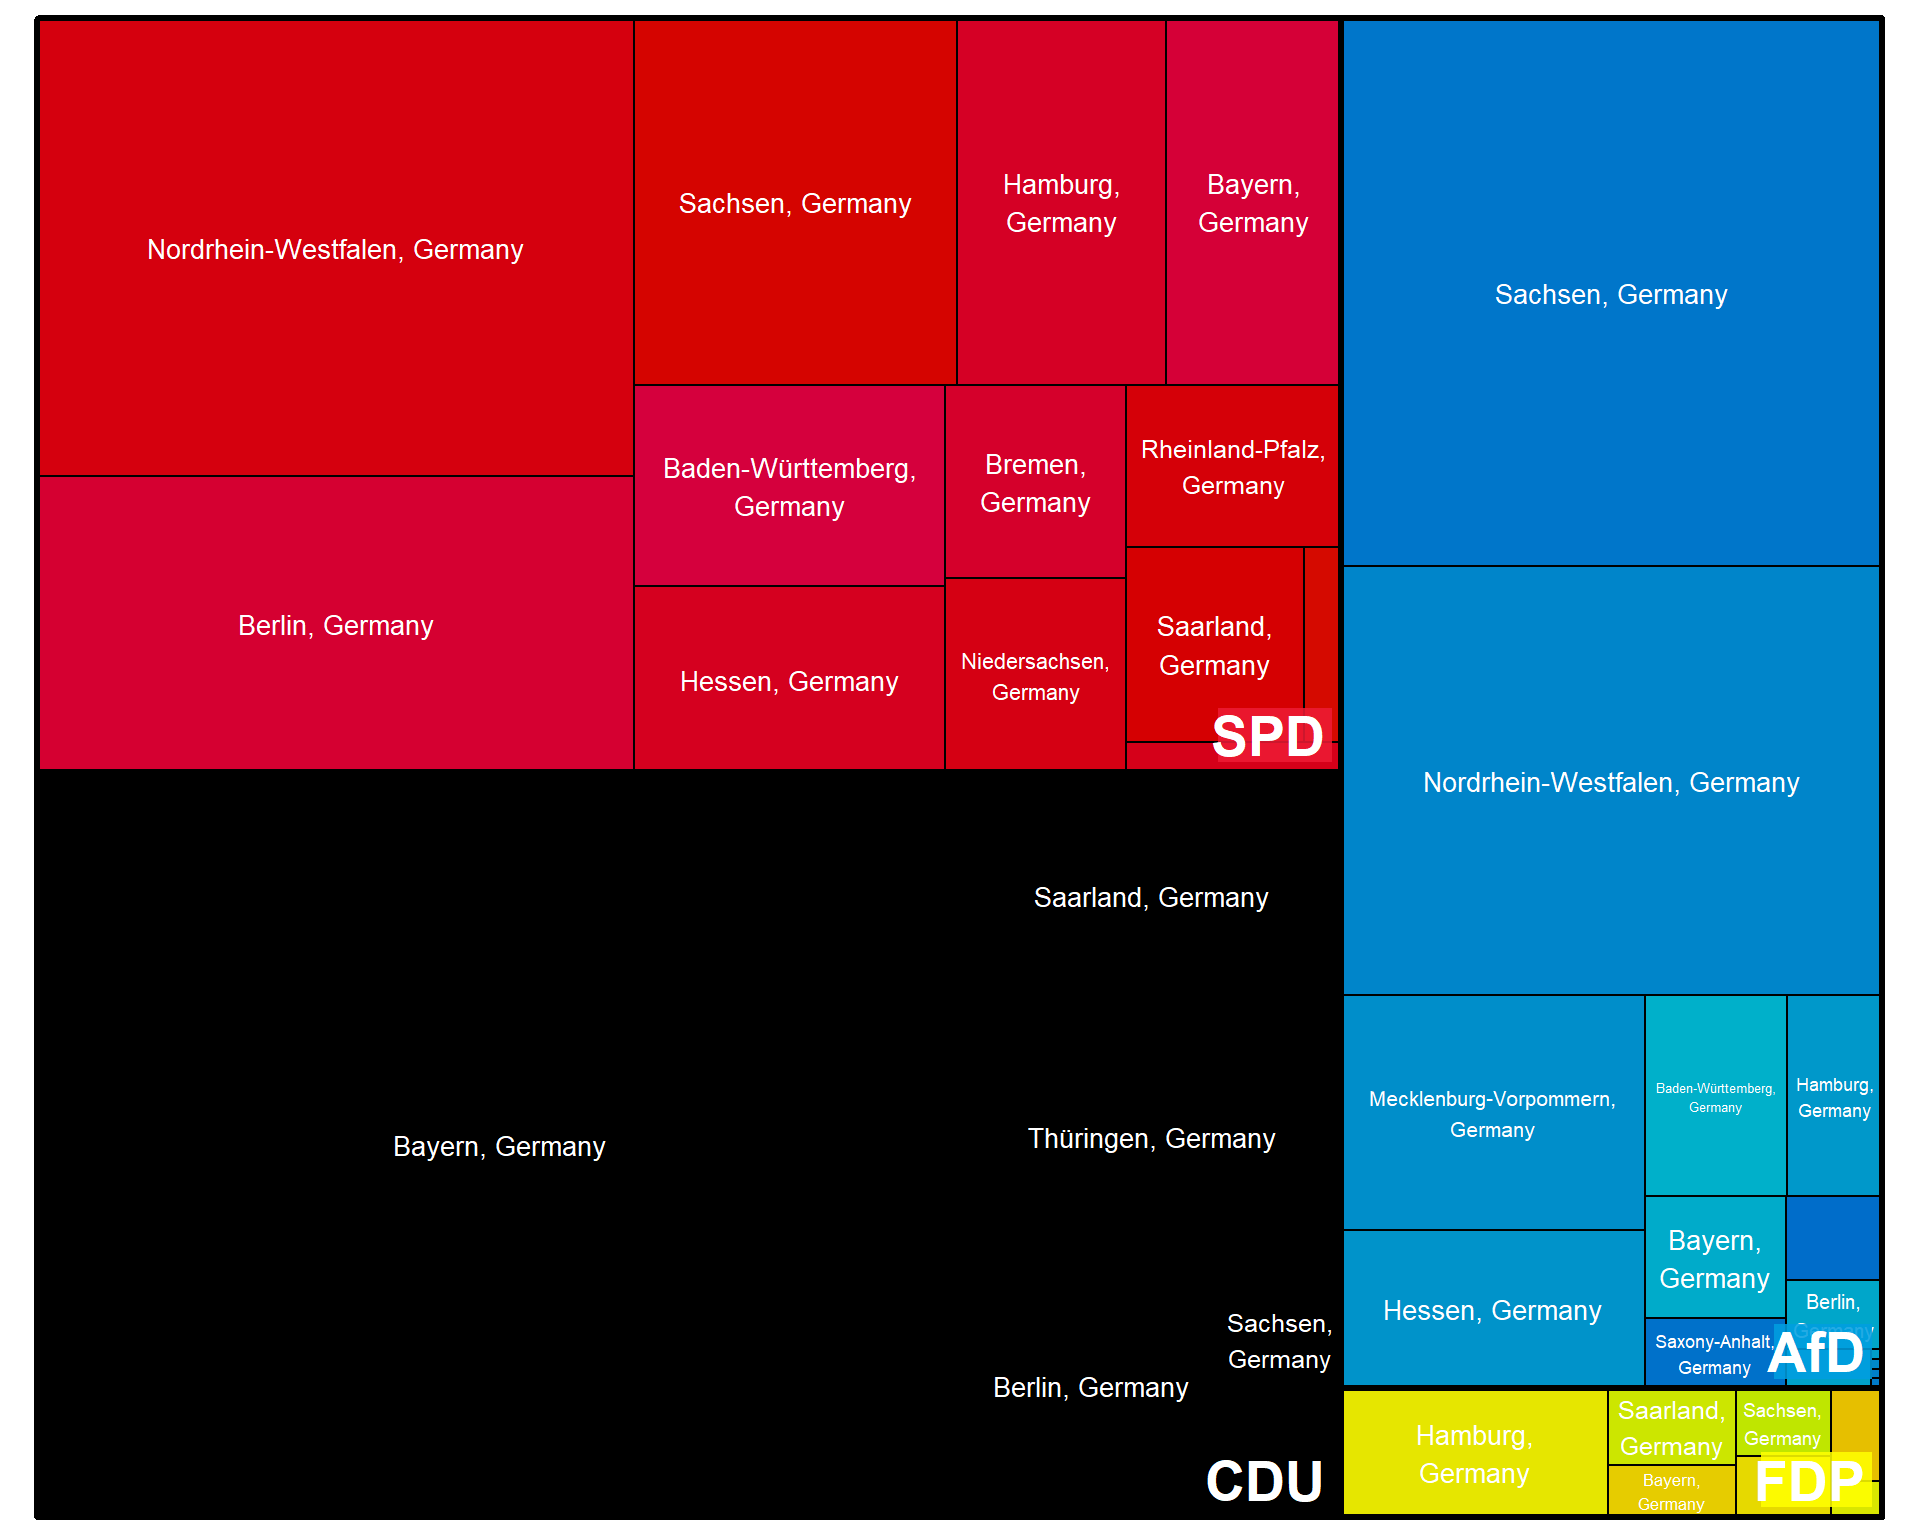 Nordrhein-Westfalen, Germany
Sachsen, Germany
Hamburg,
Germany
Bayern,
Germany
Berlin, Germany
Baden-Württemberg,
Germany
Bremen,
Germany
Rheinland-Pfalz,
Germany
Hessen, Germany
Niedersachsen,
Germany
Saarland,
Germany
SPD
Bayern, Germany
Saarland, Germany
Thüringen, Germany
Berlin, Germany
Sachsen,
Germany
CDU
Sachsen, Germany
Nordrhein-Westfalen, Germany
Mecklenburg-Vorpommern,
Germany
Baden-Württemberg,
Germany
Hamburg,
Germany
Hessen, Germany
Bayern,
Germany
Saxony-Anhalt,
Germany
Berlin,
Germany
AfD
Hamburg,
Germany
Saarland,
Germany
Bayern,
Germany
Sachsen,
Germany
FDP